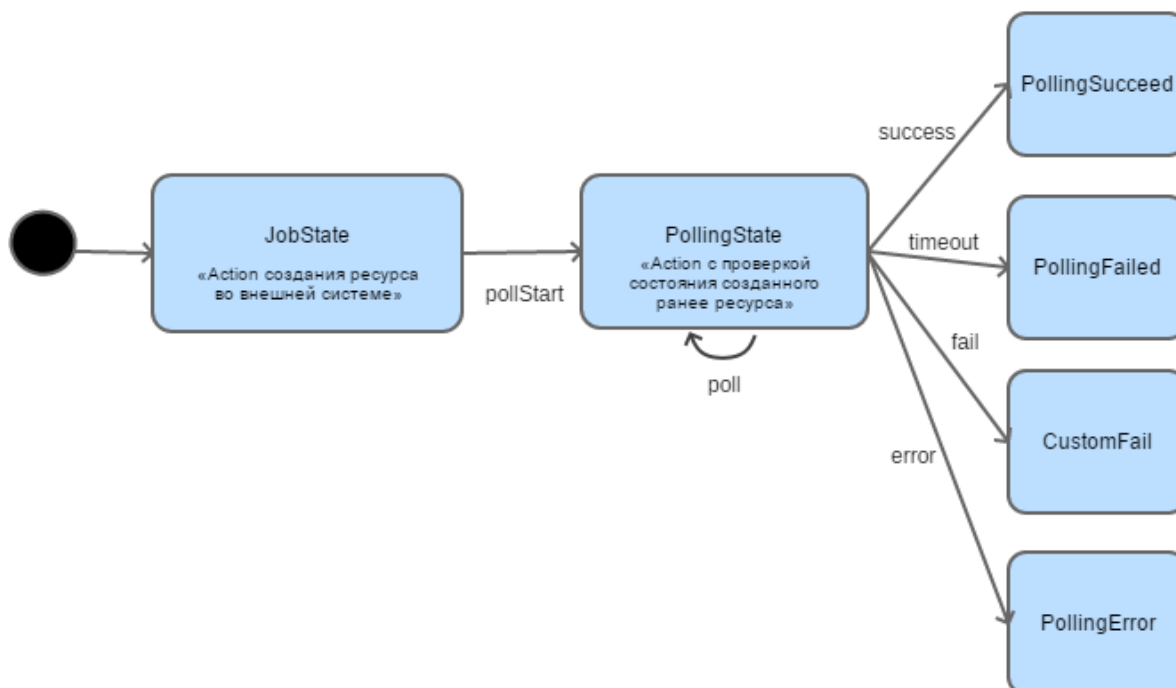 JobState
«Action создания ресурса
во внешней системе»
pollStart
PollingState
«Action с проверкой
состояния созданного
ранее ресурса»
poll
success
timeout
fail
error
PollingSucceed
PollingFailed
CustomFail
PollingError